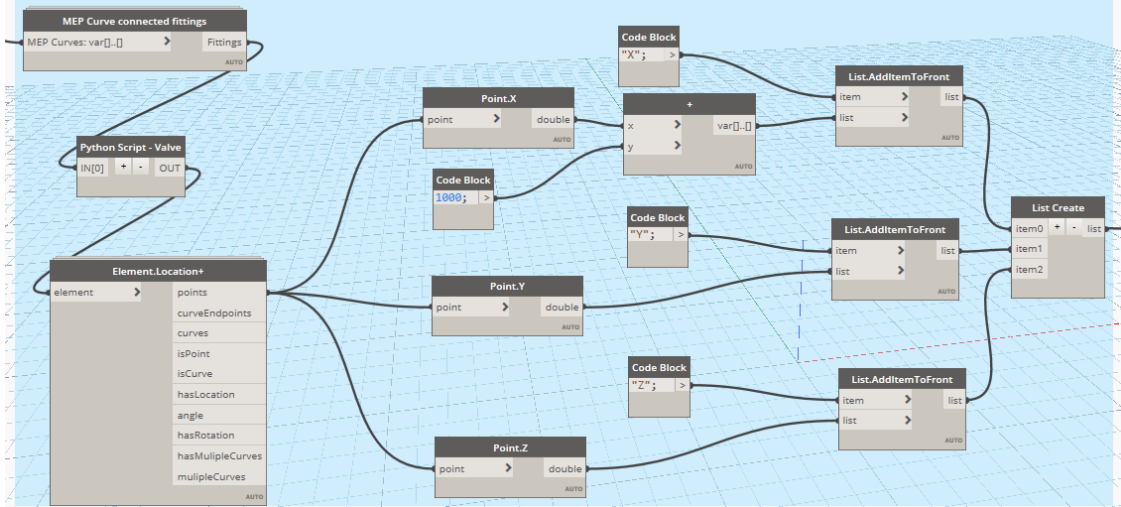 MEP Curve connected fittings
MEP Curves: var[]..[] > Fittings
AUTO
Python Script - Valve
IN[0] + - OUT
Element.Location+
element > points
curveEndpoints
curves
isPoint
isCurve
hasLocation
angle
hasRotation
hasMulipleCurves
mulipleCurves
AUTO
Point.X
point > double
AUTO
Code Block
1000; >
Point.Y
point > double
AUTO
Point.Z
point > double
AUTO
Code Block
"X"; >
+
x > var[]..[]
y >
AUTO
Code Block
"Y"; >
Code Block
"Z"; >
List.AddItemToFront
item > list
list >
AUTO
List.AddItemToFront
item > list
list >
AUTO
List.AddItemToFront
item > list
list >
AUTO
List Create
item0 + - list
item1
item2
AUTO